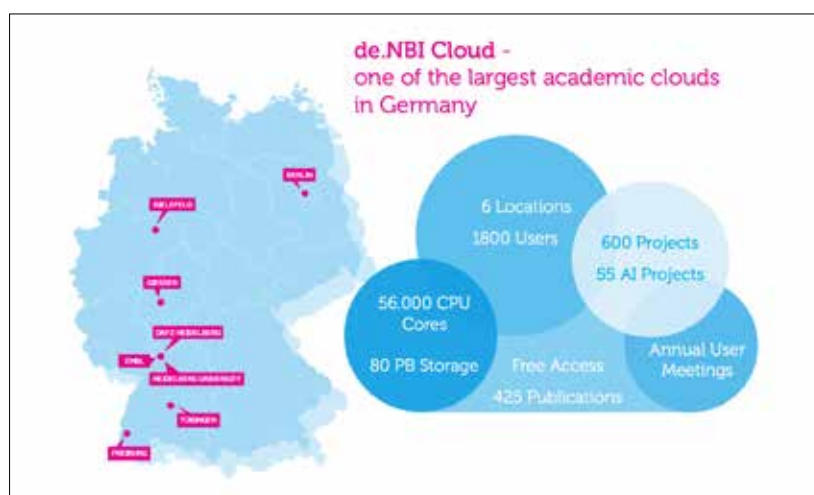 de.NBI Cloud -
one of the largest academic clouds
in Germany
BERLIN
BIELEFELD
GIESSEN
DKFZ HEIDELBERG
EMBL
HEIDELBERG UNIVERSITY
TÜBINGEN
FREIBURG
6 Locations
1800 Users
600 Projects
55 AI Projects
56.000 CPU
Cores
80 PB Storage
Free Access
425 Publications
Annual User
Meetings